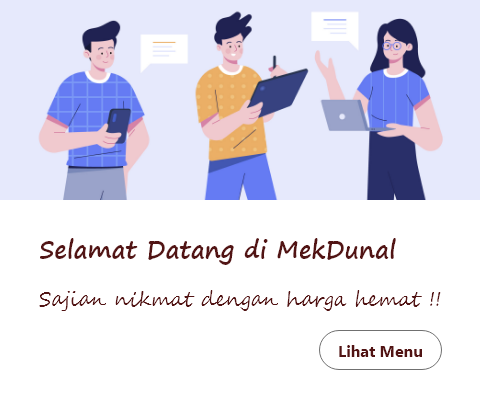 Selamat Datang di MekDunal
Sajian nikmat dengan harga hemat !!
Lihat Menu